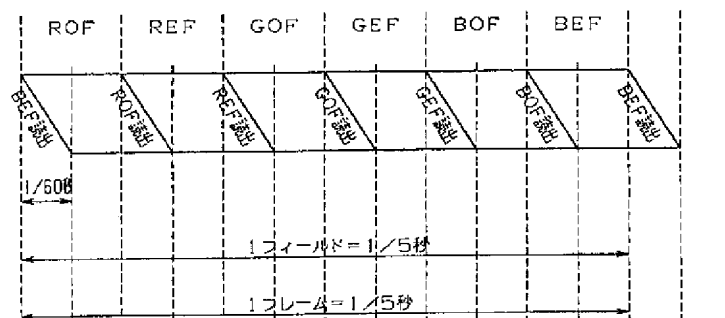 ROF REF GOF GEF BOF BEF
BEF読出 ROF読出 REF読出 GOF読出 GEF読出 BOF読出 BEF読出
1/60秒
1フィールド=1/5秒
1フレーム=1/5秒